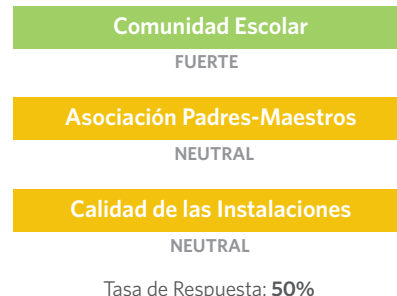 Comunidad Escolar
FUERTE
Asociación Padres-Maestros
NEUTRAL
Calidad de las Instalaciones
NEUTRAL
Tasa de Respuesta: 50%